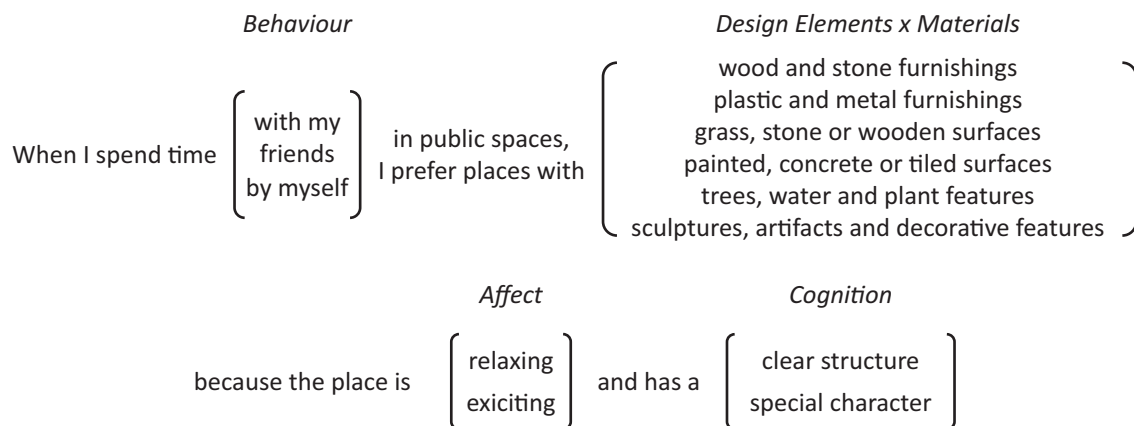 Behaviour
Design Elements x Materials
When I spend time
with my
friends
by myself
in public spaces,
I prefer places with
wood and stone furnishings
plastic and metal furnishings
grass, stone or wooden surfaces
painted, concrete or tiled surfaces
trees, water and plant features
sculptures, artifacts and decorative features
Affect
Cognition
because the place is
relaxing
exiciting
and has a
clear structure
special character